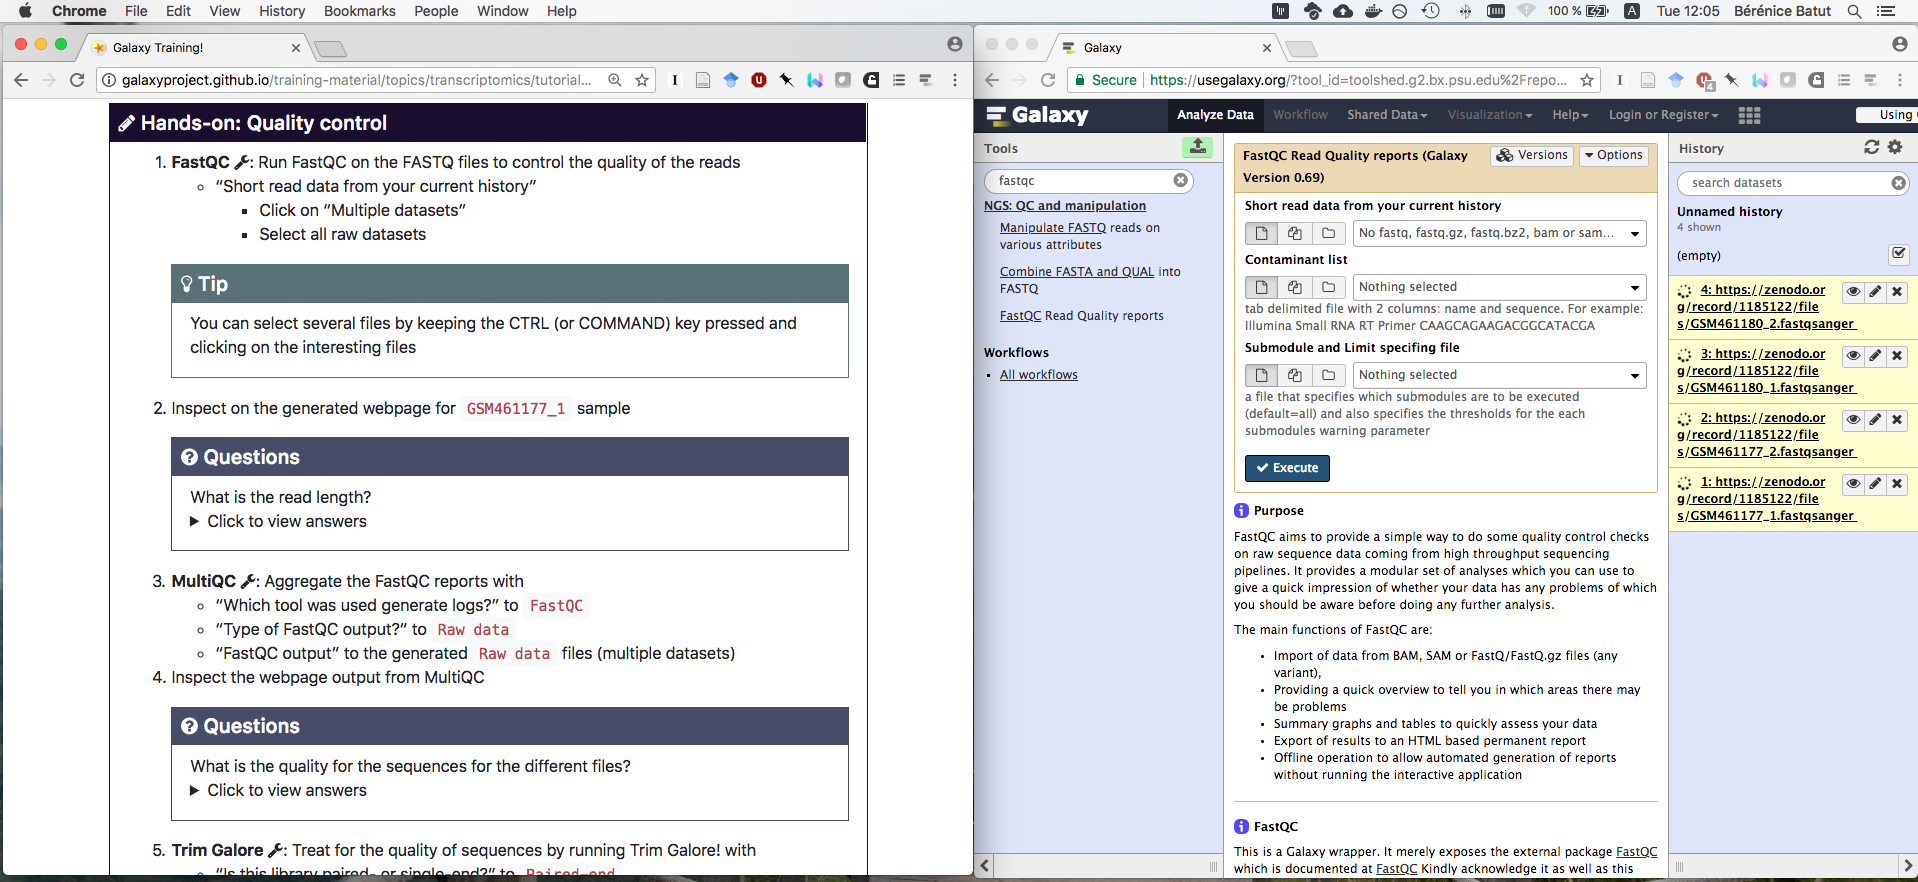 Chrome File Edit View History Bookmarks People Window Help
100 % Tue 12:05 Bérénice Batut
Galaxy Training!
galaxyproject.github.io/training-material/topics/transcriptomics/tutorial...
Hands-on: Quality control
1. FastQC : Run FastQC on the FASTQ files to control the quality of the reads
“Short read data from your current history”
Click on “Multiple datasets”
Select all raw datasets
Tip
You can select several files by keeping the CTRL (or COMMAND) key pressed and
clicking on the interesting files
2. Inspect on the generated webpage for GSM461177_1 sample
Questions
What is the read length?
Click to view answers
3. MultiQC : Aggregate the FastQC reports with
“Which tool was used generate logs?” to FastQC
“Type of FastQC output?” to Raw data
“FastQC output” to the generated Raw data files (multiple datasets)
4. Inspect the webpage output from MultiQC
Questions
What is the quality for the sequences for the different files?
Click to view answers
5. Trim Galore : Treat for the quality of sequences by running Trim Galore! with
“Is this library paired- or single-end?” to Paired-end
Galaxy
Secure https://usegalaxy.org/?tool_id=toolshed.g2.bx.psu.edu%2Frepo...
Galaxy Analyze Data Workflow Shared Data Visualization Help Login or Register Using
Tools
fastqc
NGS: QC and manipulation
Manipulate FASTQ reads on
various attributes
Combine FASTA and QUAL into
FASTQ
FastQC Read Quality reports
Workflows
All workflows
FastQC Read Quality reports (Galaxy
Version 0.69)
Versions Options
Short read data from your current history
No fastq, fastq.gz, fastq.bz2, bam or sam...
Contaminant list
Nothing selected
tab delimited file with 2 columns: name and sequence. For example:
Illumina Small RNA RT Primer CAAGCAGAAGACGGCATACGA
Submodule and Limit specifing file
Nothing selected
a file that specifies which submodules are to be executed
(default=all) and also specifies the thresholds for the each
submodules warning parameter
Execute
Purpose
FastQC aims to provide a simple way to do some quality control checks
on raw sequence data coming from high throughput sequencing
pipelines. It provides a modular set of analyses which you can use to
give a quick impression of whether your data has any problems of which
you should be aware before doing any further analysis.
The main functions of FastQC are:
Import of data from BAM, SAM or FastQ/FastQ.gz files (any
variant),
Providing a quick overview to tell you in which areas there may
be problems
Summary graphs and tables to quickly assess your data
Export of results to an HTML based permanent report
Offline operation to allow automated generation of reports
without running the interactive application
FastQC
This is a Galaxy wrapper. It merely exposes the external package FastQC
which is documented at FastQC Kindly acknowledge it as well as this
History
search datasets
Unnamed history
4 shown
(empty)
4: https://zenodo.or
g/record/1185122/file
s/GSM461180_2.fastqsanger
3: https://zenodo.or
g/record/1185122/file
s/GSM461180_1.fastqsanger
2: https://zenodo.or
g/record/1185122/file
s/GSM461177_2.fastqsanger
1: https://zenodo.or
g/record/1185122/file
s/GSM461177_1.fastqsanger